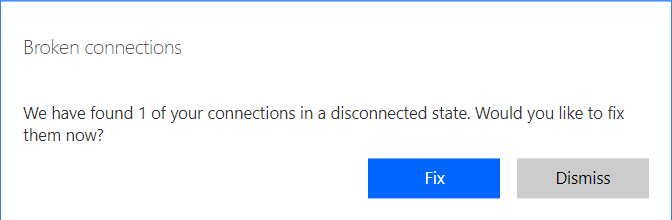 Broken connections
We have found 1 of your connections in a disconnected state. Would you like to fix
them now?
Fix
Dismiss